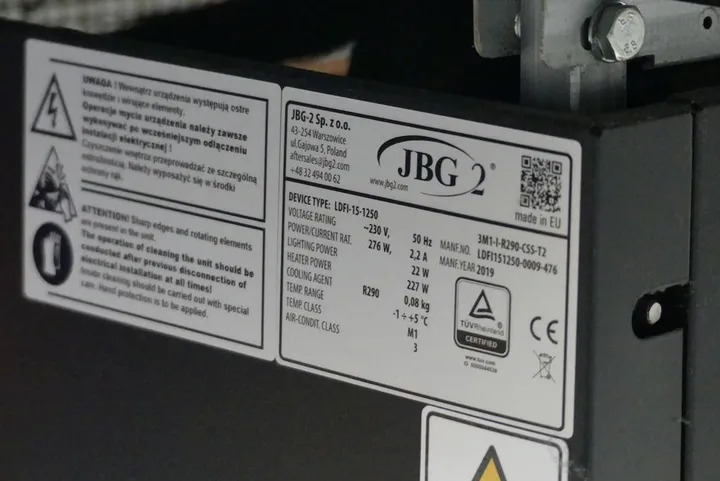 UWAGA ! Wewnątrz urządzenia występują ostre
krawędzie i wirujące elementy.
Operacje mycia urządzenia należy zawsze
wykonywać po wcześniejszym odłączeniu
instalacji elektrycznej !
Czyszczenie wnętrza przeprowadzać ze szczególną
ostrożnością. Należy wyposażyć się w środki
ochrony rąk.
ATTENTION! Sharp edges and rotating elements
are present in the unit.
The operation of cleaning the unit should be
conducted after previous disconnection of
electrical installation at all times!
Inside cleaning should be carried out with special
care. Hand protection is to be applied.
JBG-2 Sp. z o.o.
43-254 Warszowice
ul.Gajowa 5, Poland
aftersales@jbg2.com
+48 32 494 00 62
JBG 2®
www.jbg2.com
made in EU
DEVICE TYPE: LDFI-15-1250
VOLTAGE RATING ~230 V, 50 Hz
POWER/CURRENT RAT. 276 W, 2,2 A
LIGHTING POWER 22 W
HEATER POWER 227 W
COOLING AGENT R290 0,08 kg
TEMP. RANGE -1 ÷ +5 °C
TEMP. CLASS M1
AIR-CONDIT. CLASS 3
3M1-I-R290-CSS-T2
MANF.NO. LDFI151250-0009-476
MANF.YEAR 2019
TÜVRheinland
CERTIFIED
www.tuv.com
CE
8.8